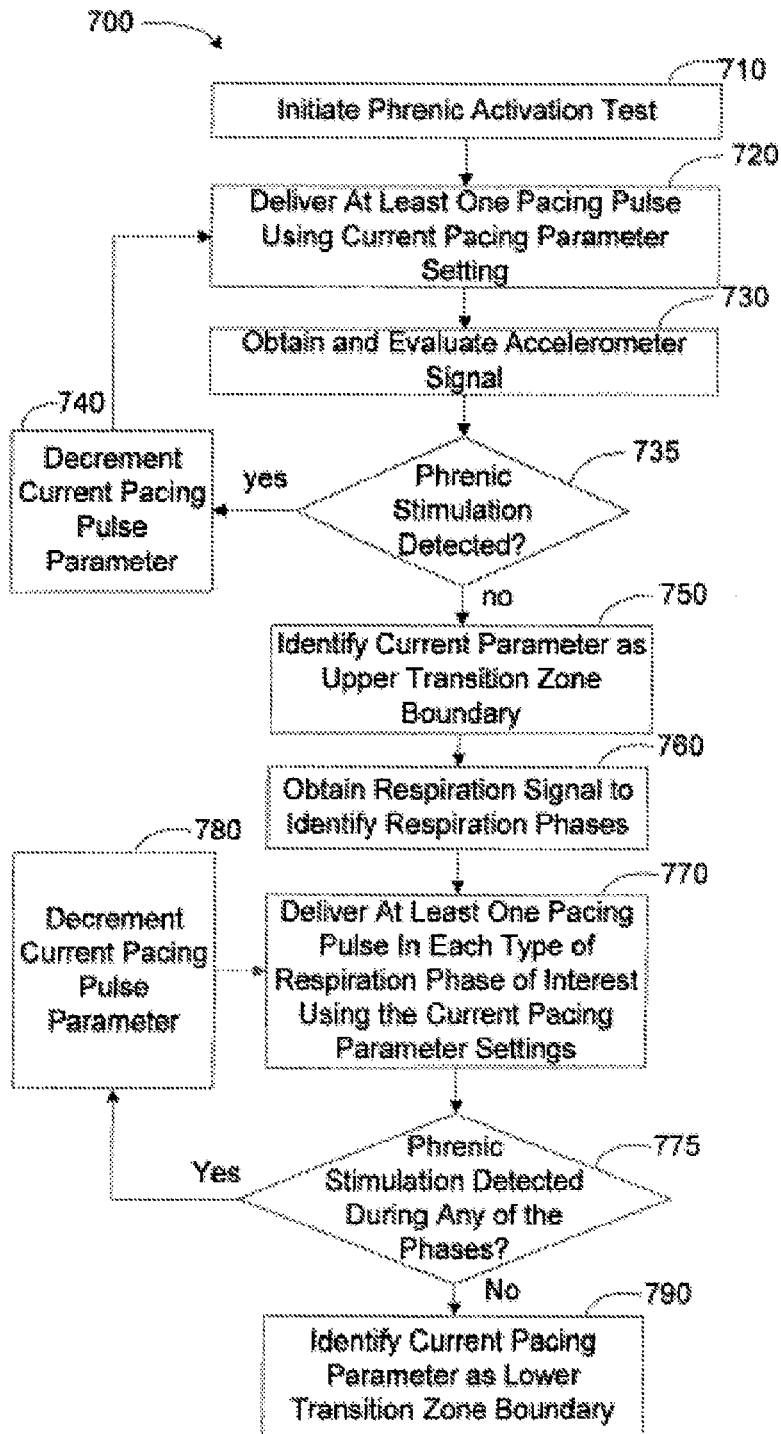 700
710
Initiate Phrenic Activation Test
720
Deliver At Least One Pacing Pulse
Using Current Pacing Parameter
Setting
730
Obtain and Evaluate Accelerometer
Signal
740
Decrement
Current Pacing
Pulse
Parameter
yes
735
Phrenic
Stimulation
Detected?
no
750
Identify Current Parameter as
Upper Transition Zone
Boundary
760
Obtain Respiration Signal to
Identify Respiration Phases
780
Decrement
Current Pacing
Pulse
Parameter
770
Deliver At Least One Pacing
Pulse In Each Type of
Respiration Phase of Interest
Using the Current Pacing
Parameter Settings
775
Phrenic
Stimulation Detected
During Any of the
Phases?
Yes
No
790
Identify Current Pacing
Parameter as Lower
Transition Zone Boundary